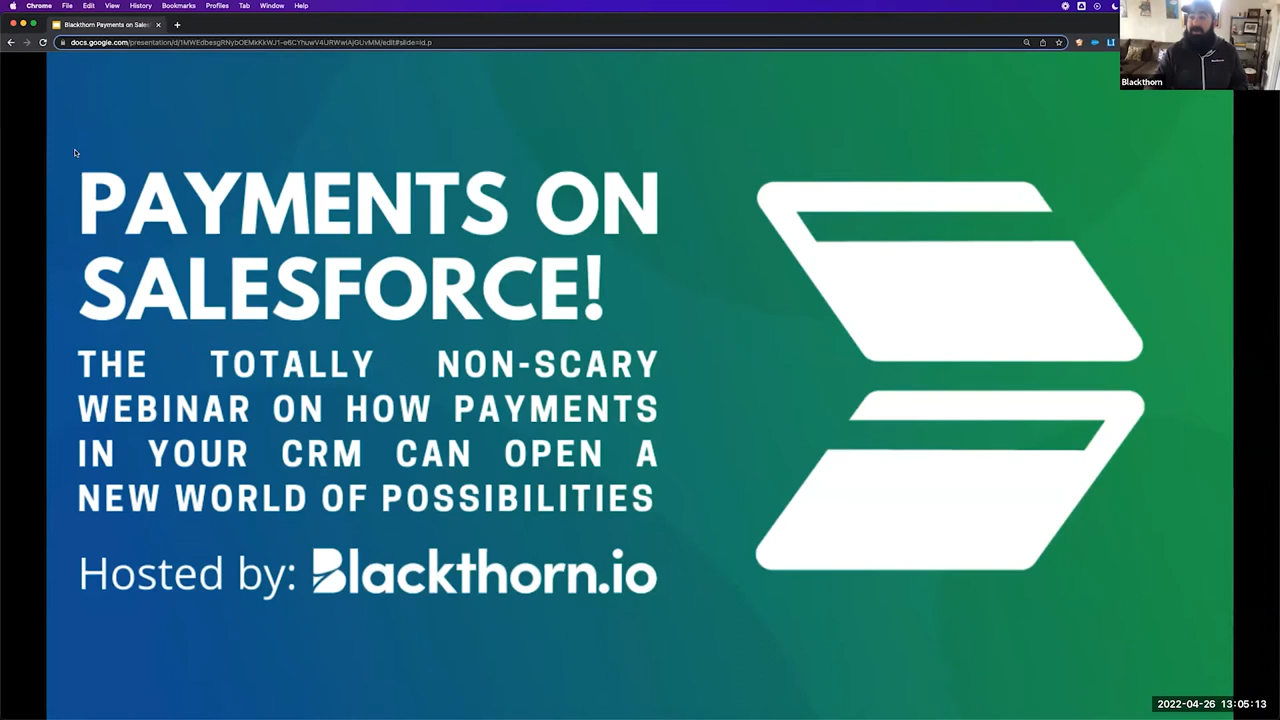 Chrome File Edit View History Bookmarks Profiles Tab Window Help
Blackthorn Payments on Sales
Blackthorn
PAYMENTS ON
SALESFORCE!
THE TOTALLY NON-SCARY
WEBINAR ON HOW PAYMENTS
IN YOUR CRM CAN OPEN A
NEW WORLD OF POSSIBILITIES
Hosted by: Blackthorn.io
2022-04-26 13:05:13